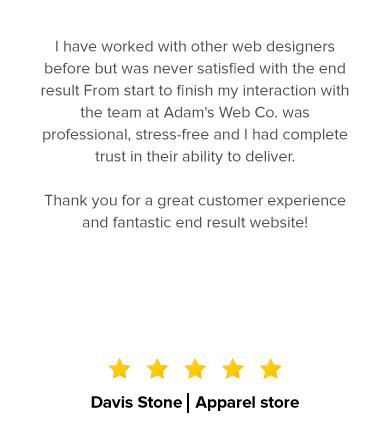 I have worked with other web designers
before but was never satisfied with the end
result From start to finish my interaction with
the team at Adam's Web Co. was
professional, stress-free and I had complete
trust in their ability to deliver.
Thank you for a great customer experience
and fantastic end result website!
Davis Stone | Apparel store